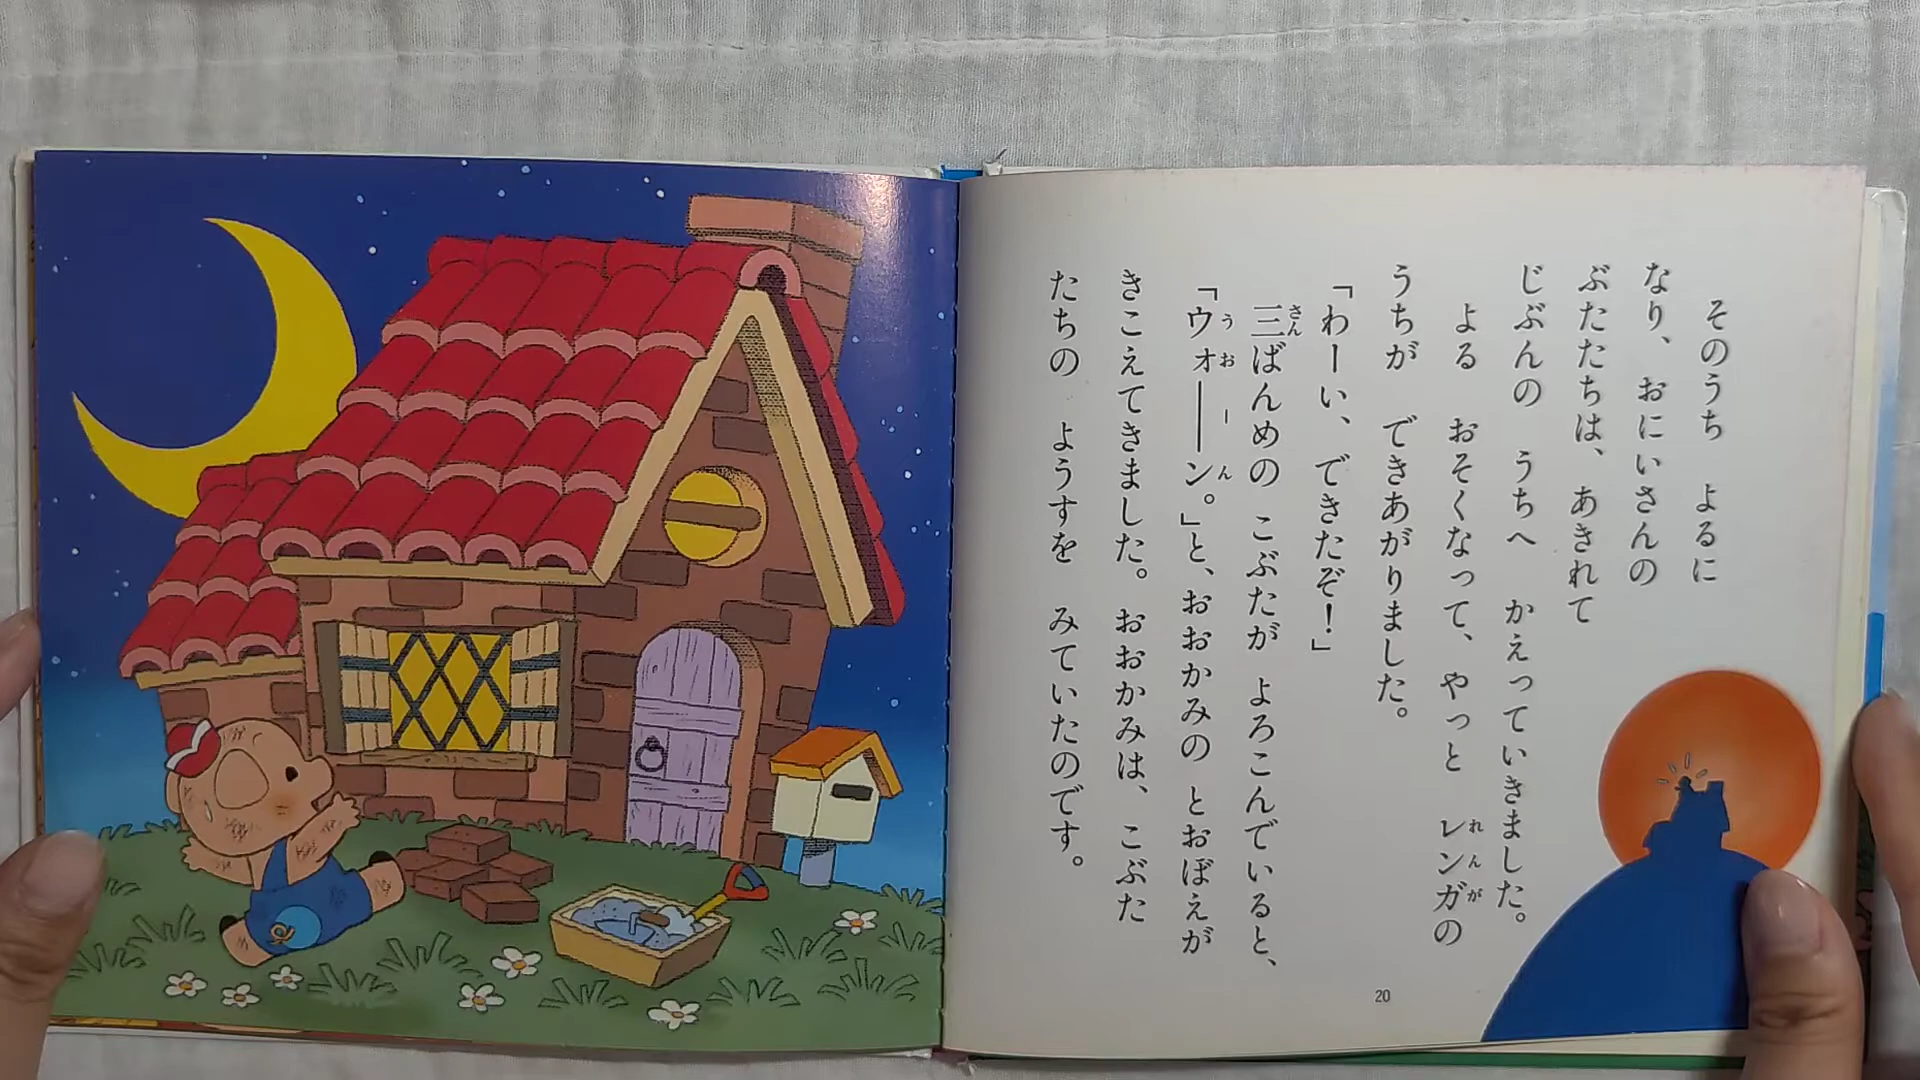 そのうち　よるに
なり、おにいさんの
ぶたたちは、あきれて
じぶんの　うちへ　かえっていきました。
よる　おそくなって、やっと　レンガの
うちが　できあがりました。
「わーい、できたぞ！」
三ばんめの　こぶたが　よろこんでいると、
「ウォーーン。」と、おおかみの　とおぼえが
きこえてきました。おおかみは、こぶた
たちの　ようすを　みていたのです。
20